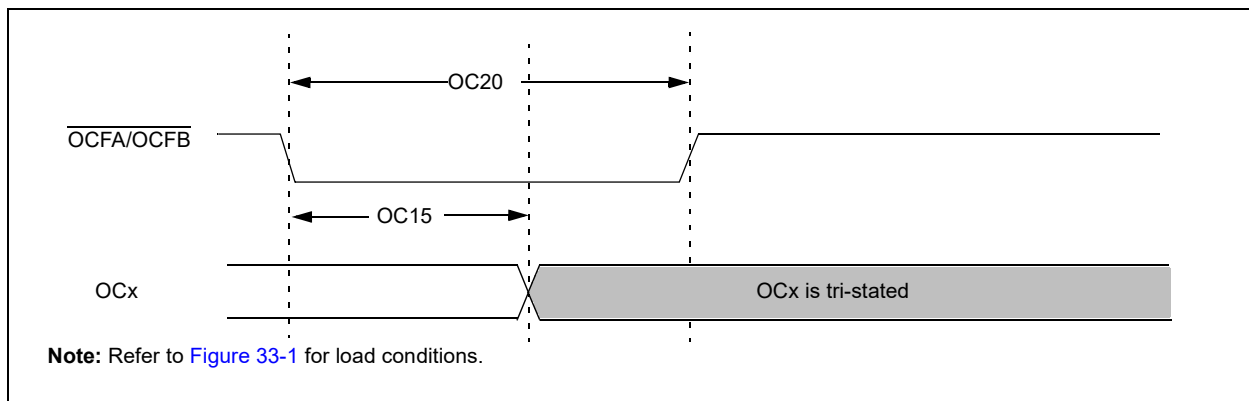 OC20
OCFA/OCFB
OC15
OCx
OCx is tri-stated
Note: Refer to Figure 33-1 for load conditions.